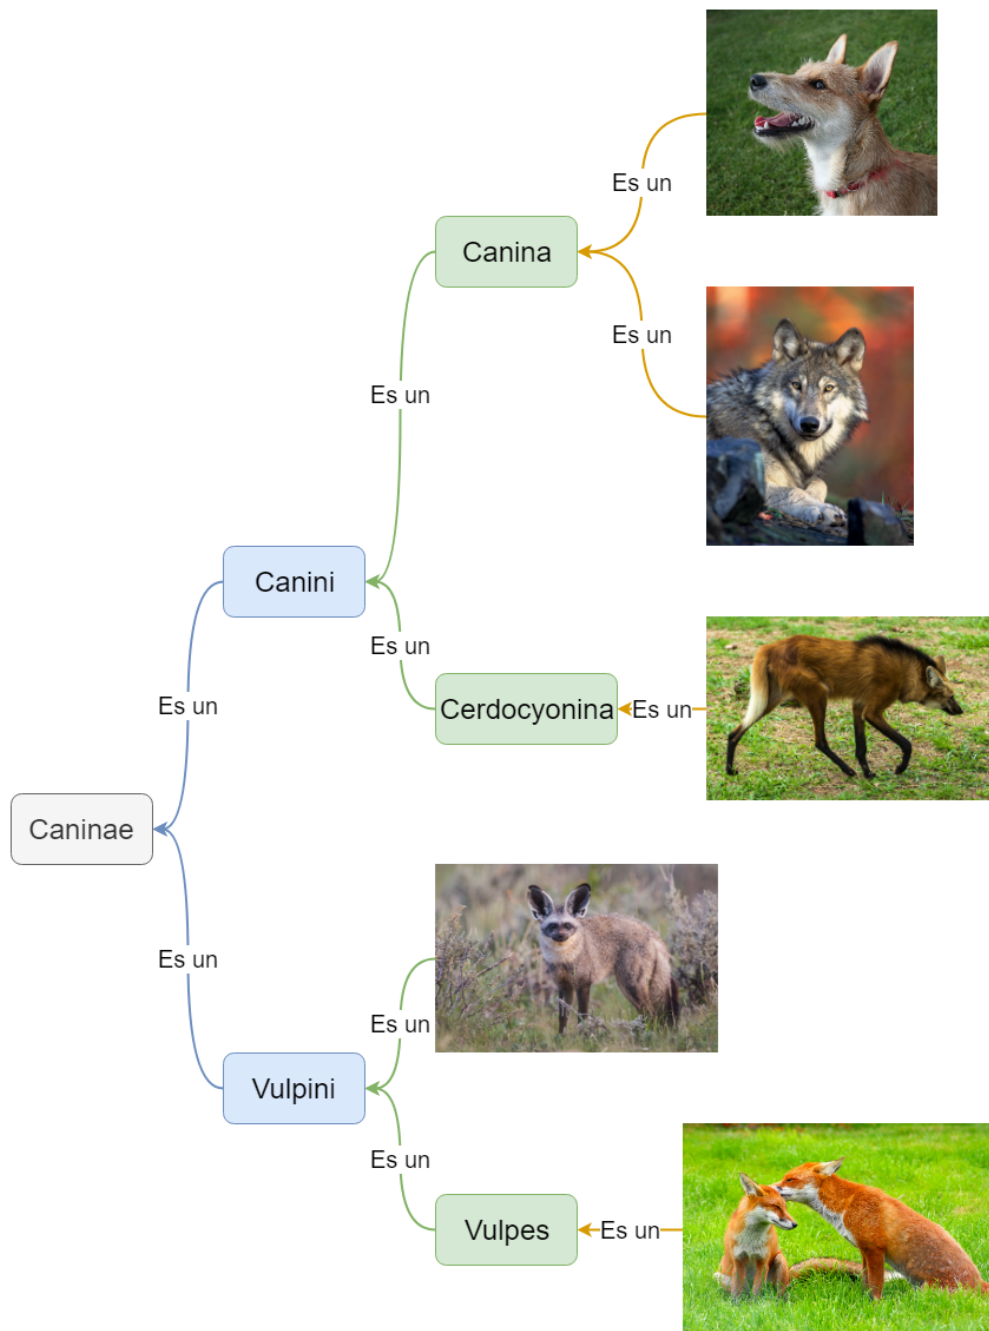 Es un
Canina
Es un
Es un
Canini
Es un
Es un
Cerdocyonina
Es un
Caninae
Es un
Es un
Vulpini
Es un
Vulpes
Es un